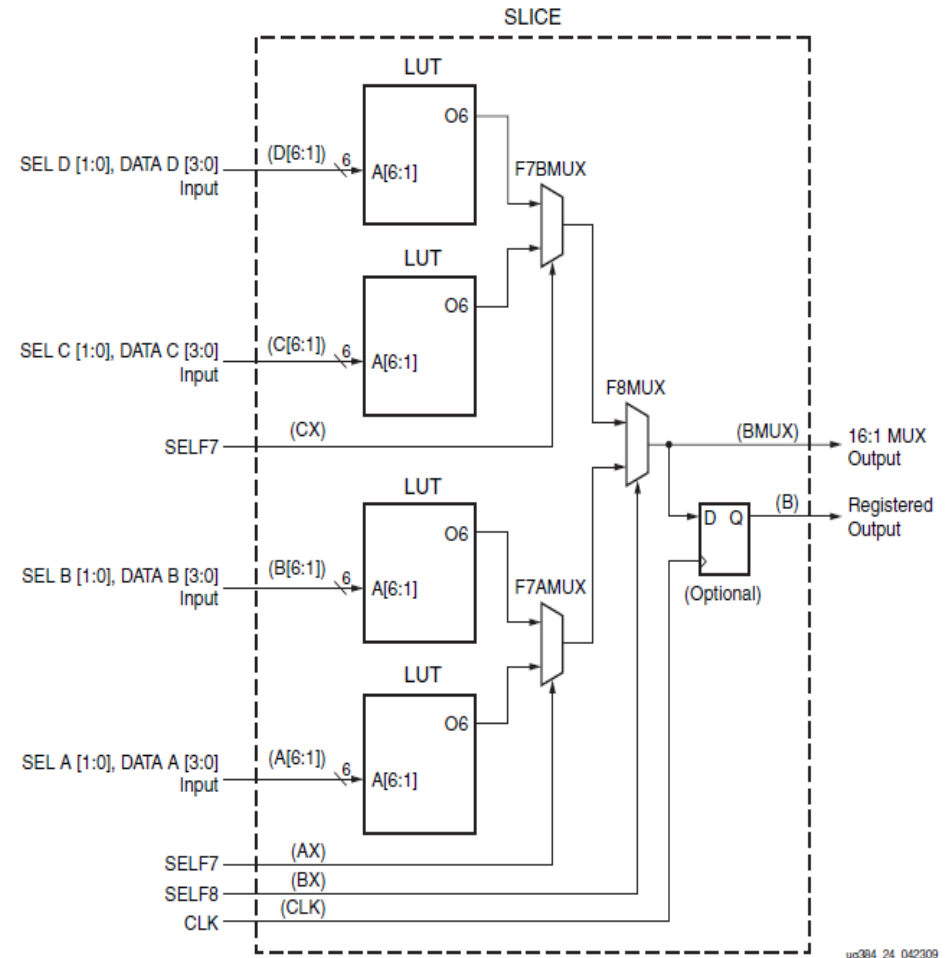 SLICE
LUT
O6
SEL D [1:0], DATA D [3:0]
Input
(D[6:1])
6
A[6:1]
F7BMUX
LUT
O6
SEL C [1:0], DATA C [3:0]
Input
(C[6:1])
6
A[6:1]
F8MUX
SELF7
(CX)
(BMUX)
16:1 MUX
Output
LUT
O6
D Q
(B)
Registered
Output
SEL B [1:0], DATA B [3:0]
Input
(B[6:1])
6
A[6:1]
F7AMUX
(Optional)
LUT
O6
SEL A [1:0], DATA A [3:0]
Input
(A[6:1])
6
A[6:1]
SELF7
(AX)
SELF8
(BX)
CLK
(CLK)
ug384_24_042309